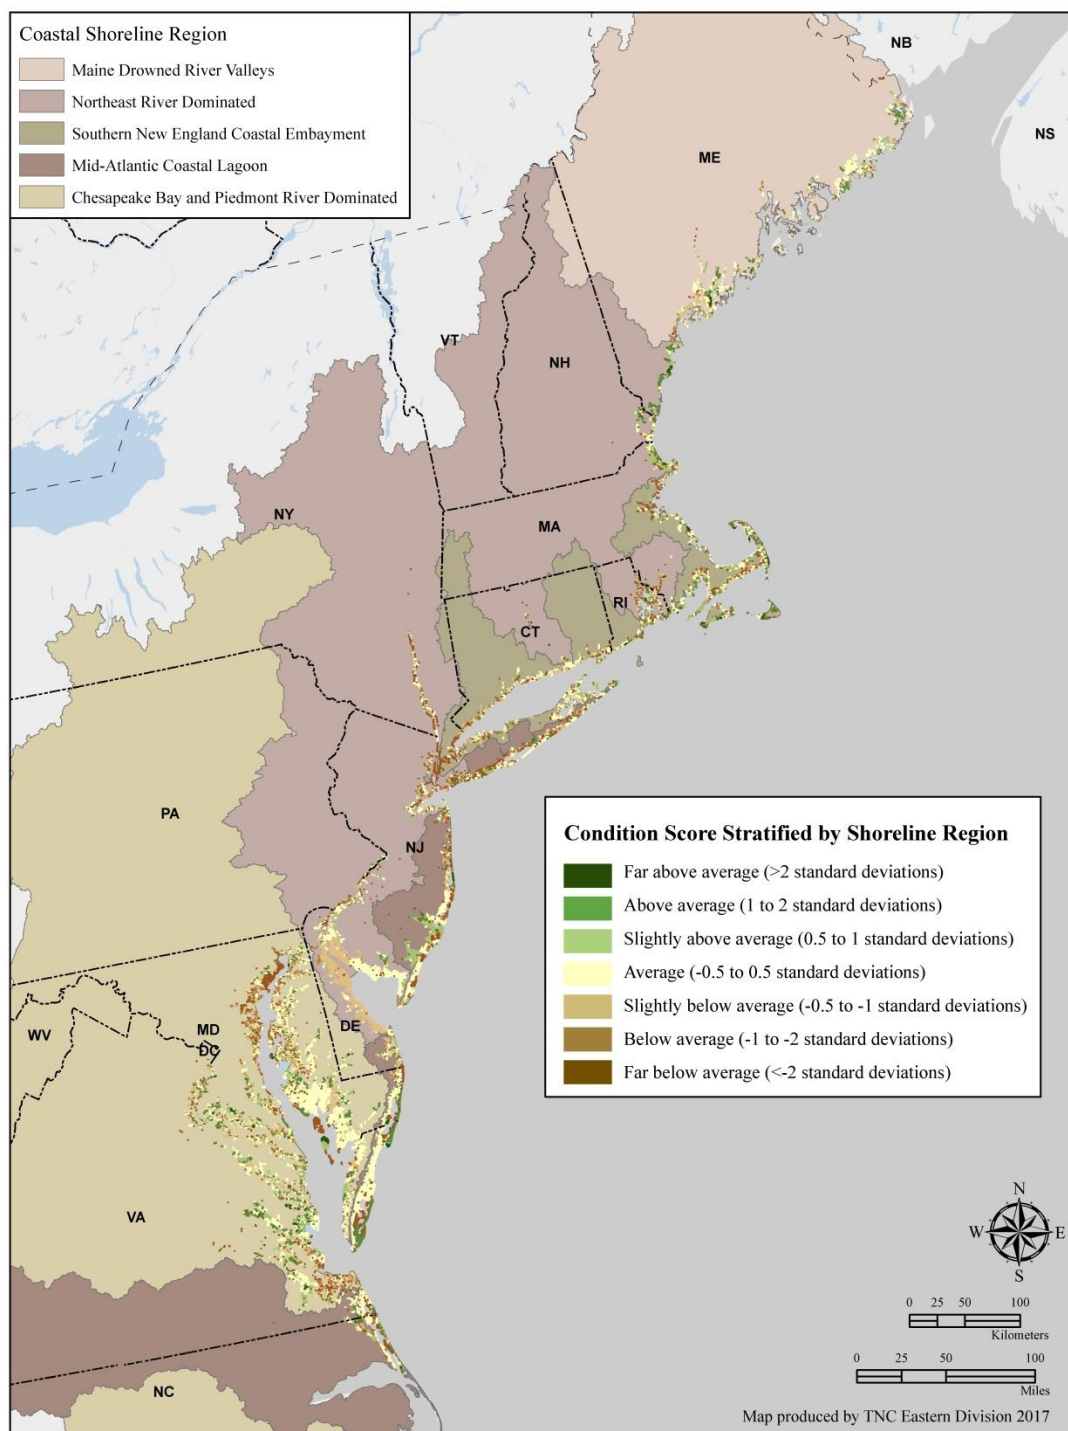 Coastal Shoreline Region
Maine Drowned River Valleys
Northeast River Dominated
Southern New England Coastal Embayment
Mid-Atlantic Coastal Lagoon
Chesapeake Bay and Piedmont River Dominated
NB
NS
ME
VT
NH
NY
MA
RI
CT
PA
NJ
MD
DE
WV
DC
VA
NC
Condition Score Stratified by Shoreline Region
Far above average (>2 standard deviations)
Above average (1 to 2 standard deviations)
Slightly above average (0.5 to 1 standard deviations)
Average (-0.5 to 0.5 standard deviations)
Slightly below average (-0.5 to -1 standard deviations)
Below average (-1 to -2 standard deviations)
Far below average (<-2 standard deviations)
N
W E
S
0 25 50 100
Kilometers
0 25 50 100
Miles
Map produced by TNC Eastern Division 2017